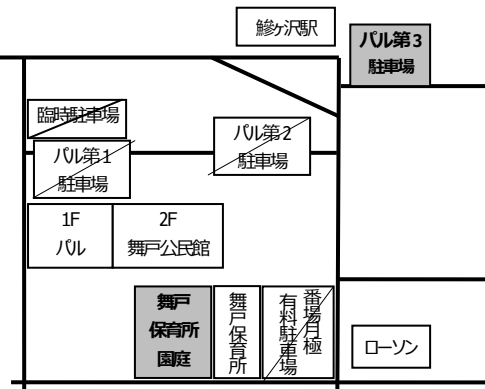 鰺ヶ沢駅
パル第3
駐車場
臨時駐車場
パル第2
駐車場
パル第1
駐車場
1F
パル
2F
舞戸公民館
舞戸
保育所
園庭
舞戸保育所
番場月極
有料駐車場
ローソン